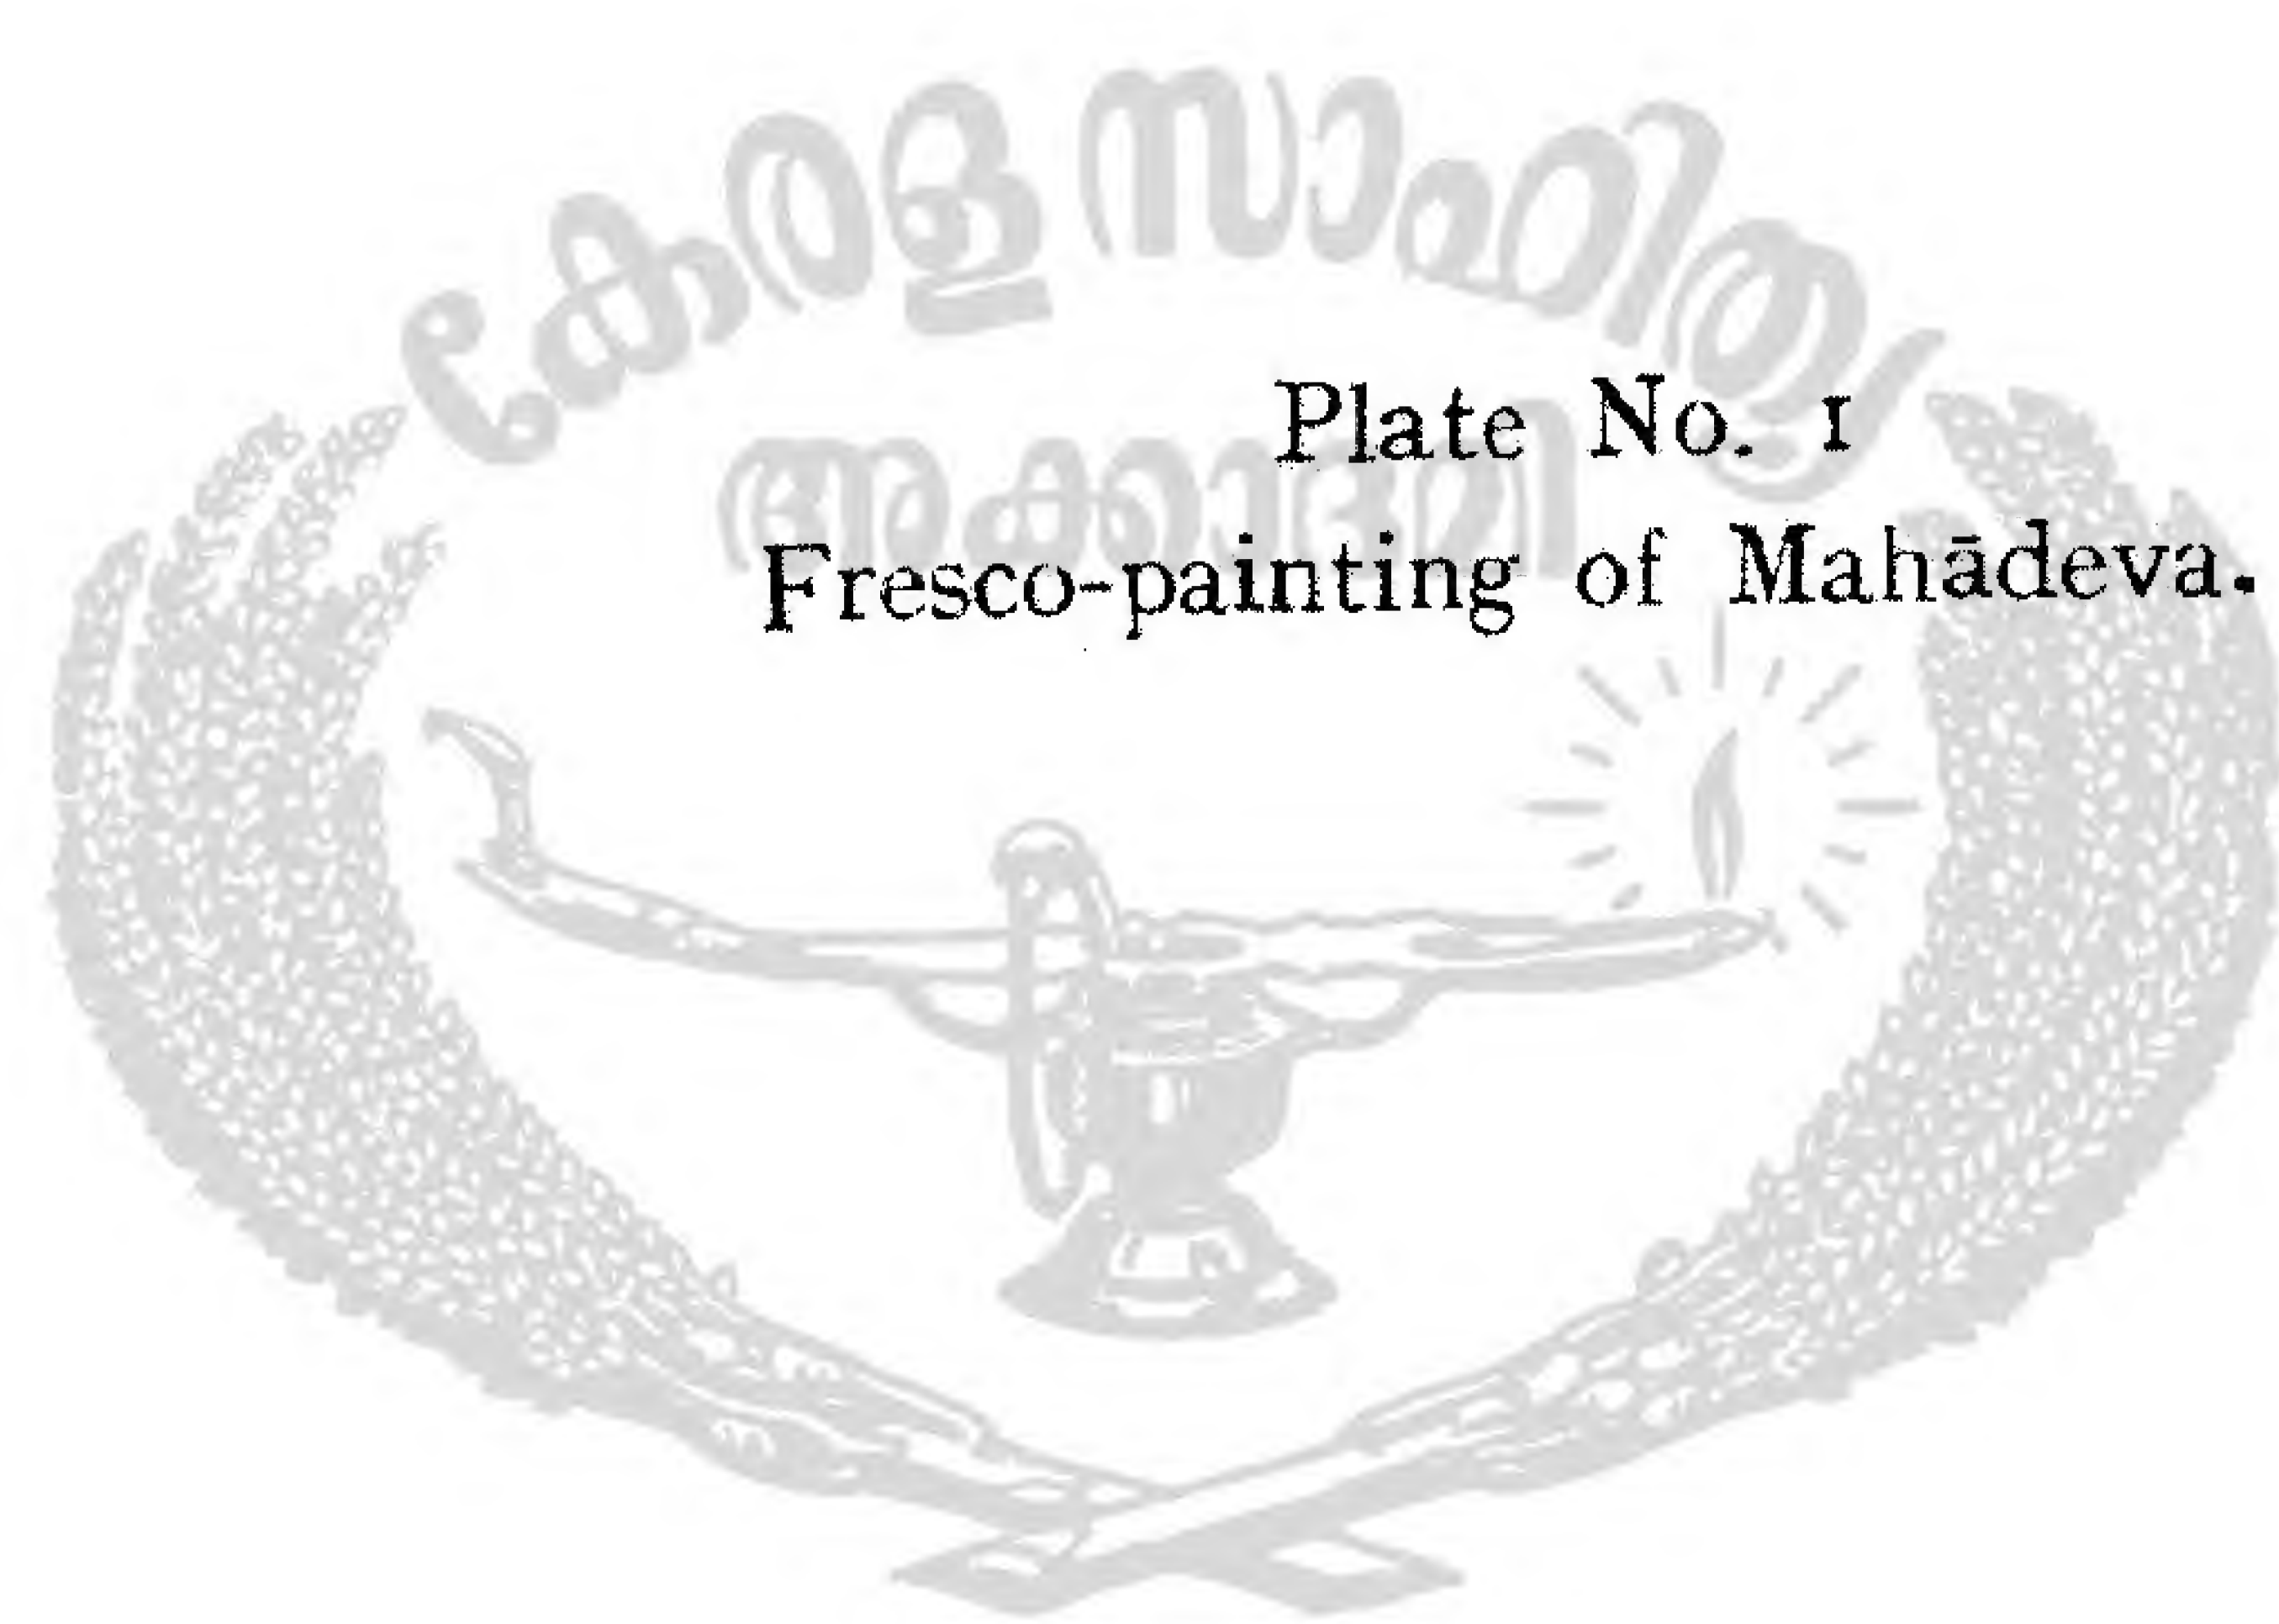 കേരള സാഹിത്യ
അക്കാദമി
Plate No. 1
Fresco-painting of Mahādeva.